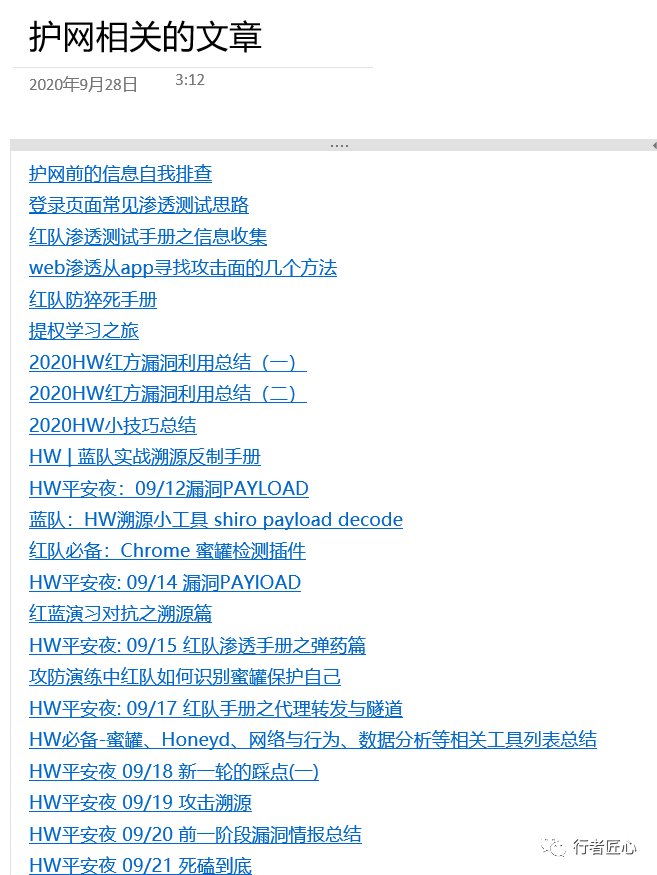 护网相关的文章
2020年9月28日 3:12
护网前的信息自我排查
登录页面常见渗透测试思路
红队渗透测试手册之信息收集
web渗透从app寻找攻击面的几个方法
红队防猝死手册
提权学习之旅
2020HW红方漏洞利用总结（一）
2020HW红方漏洞利用总结（二）
2020HW小技巧总结
HW | 蓝队实战溯源反制手册
HW平安夜：09/12漏洞PAYLOAD
蓝队：HW溯源小工具 shiro payload decode
红队必备：Chrome 蜜罐检测插件
HW平安夜: 09/14 漏洞PAYlOAD
红蓝演习对抗之溯源篇
HW平安夜: 09/15 红队渗透手册之弹药篇
攻防演练中红队如何识别蜜罐保护自己
HW平安夜: 09/17 红队手册之代理转发与隧道
HW必备-蜜罐、Honeyd、网络与行为、数据分析等相关工具列表总结
HW平安夜 09/18 新一轮的踩点(一)
HW平安夜 09/19 攻击溯源
HW平安夜 09/20 前一阶段漏洞情报总结
HW平安夜 09/21 死磕到底
行者匠心